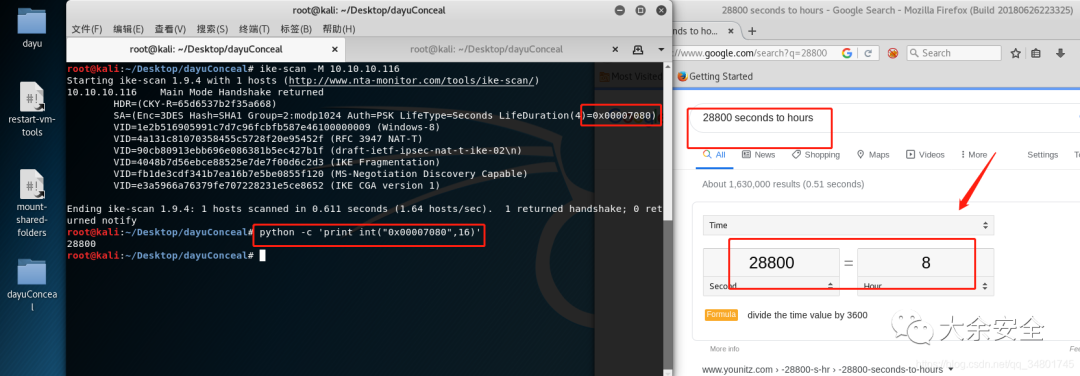 dayu
restart-vm-
tools
mount-
shared-
folders
dayuConcea
l
root@kali: ~/Desktop/dayuConceal
文件(F) 编辑(E) 查看(V) 搜索(S) 终端(T) 帮助(H)
root@kali: ~/Desktop/dayuConceal × root@kali: ~/Desktop/dayuConceal ×
root@kali:~/Desktop/dayuConceal# ike-scan -M 10.10.10.116
Starting ike-scan 1.9.4 with 1 hosts (http://www.nta-monitor.com/tools/ike-scan/)
10.10.10.116 Main Mode Handshake returned
HDR=(CKY-R=65d6537b2f35a668)
SA=(Enc=3DES Hash=SHA1 Group=2:modp1024 Auth=PSK LifeType=Seconds LifeDuration(4)=0x00007080)
VID=1e2b516905991c7d7c96fcbfb587e46100000009 (Windows-8)
VID=4a131c81070358455c5728f20e95452f (RFC 3947 NAT-T)
VID=90cb80913ebb696e086381b5ec427b1f (draft-ietf-ipsec-nat-t-ike-02\n)
VID=4048b7d56ebce88525e7de7f00d6c2d3 (IKE Fragmentation)
VID=fb1de3cdf341b7ea16b7e5be0855f120 (MS-Negotiation Discovery Capable)
VID=e3a5966a76379fe707228231e5ce8652 (IKE CGA version 1)
Ending ike-scan 1.9.4: 1 hosts scanned in 0.611 seconds (1.64 hosts/sec). 1 returned handshake; 0 ret
urned notify
root@kali:~/Desktop/dayuConceal# python -c 'print int("0x00007080",16)'
28800
root@kali:~/Desktop/dayuConceal#
28800 seconds to hours - Google Search - Mozilla Firefox (Build 20180626223325)
nds to ho... ×
/www.google.com/search?q=28800
Search
Most Visited
Getting Started
28800 seconds to hours
All News Shopping Maps Videos More Settings
About 1,630,000 results (0.51 seconds)
Time
28800 = 8
Second Hour
Formula divide the time value by 3600
大余安全
More info
https://blog.csdn.net/qq_34801745
www.younitz.com › -28800-s-hr › -28800-seconds-to-hours